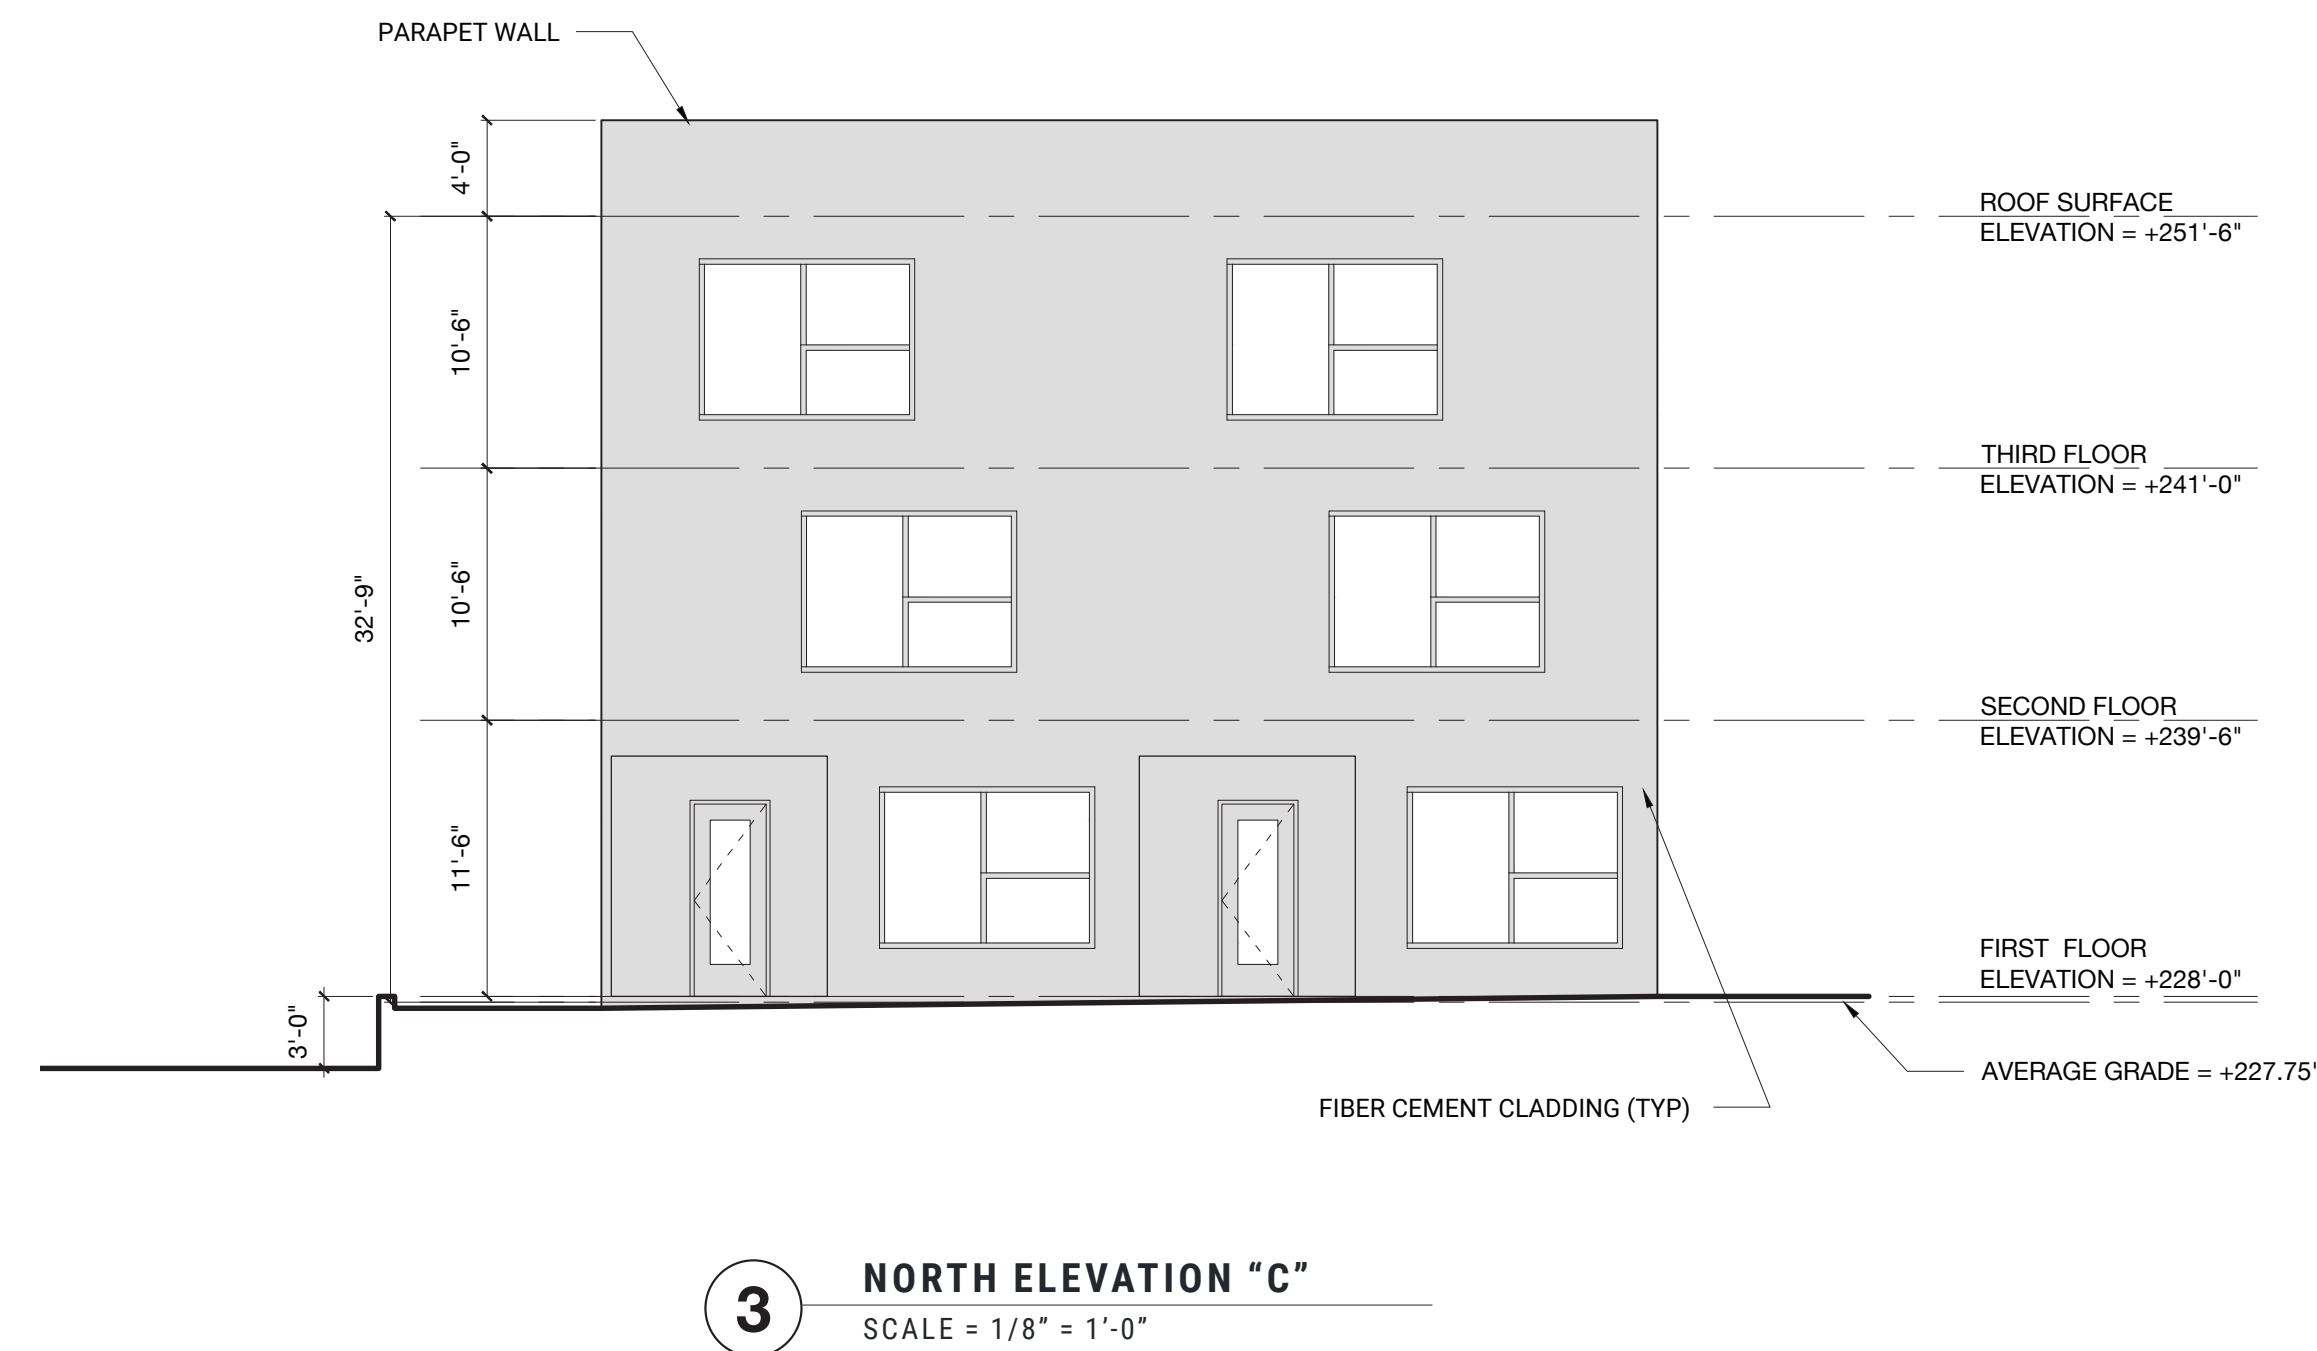 PARAPET WALL
4'-0"
ROOF SURFACE
ELEVATION = +251'-6"
10'-6"
THIRD FLOOR
ELEVATION = +241'-0"
32'-9"
10'-6"
SECOND FLOOR
ELEVATION = +239'-6"
11'-6"
FIRST FLOOR
ELEVATION = +228'-0"
3'-0"
AVERAGE GRADE = +227.75'
FIBER CEMENT CLADDING (TYP)
3
NORTH ELEVATION “C”
SCALE = 1/8” = 1’-0”